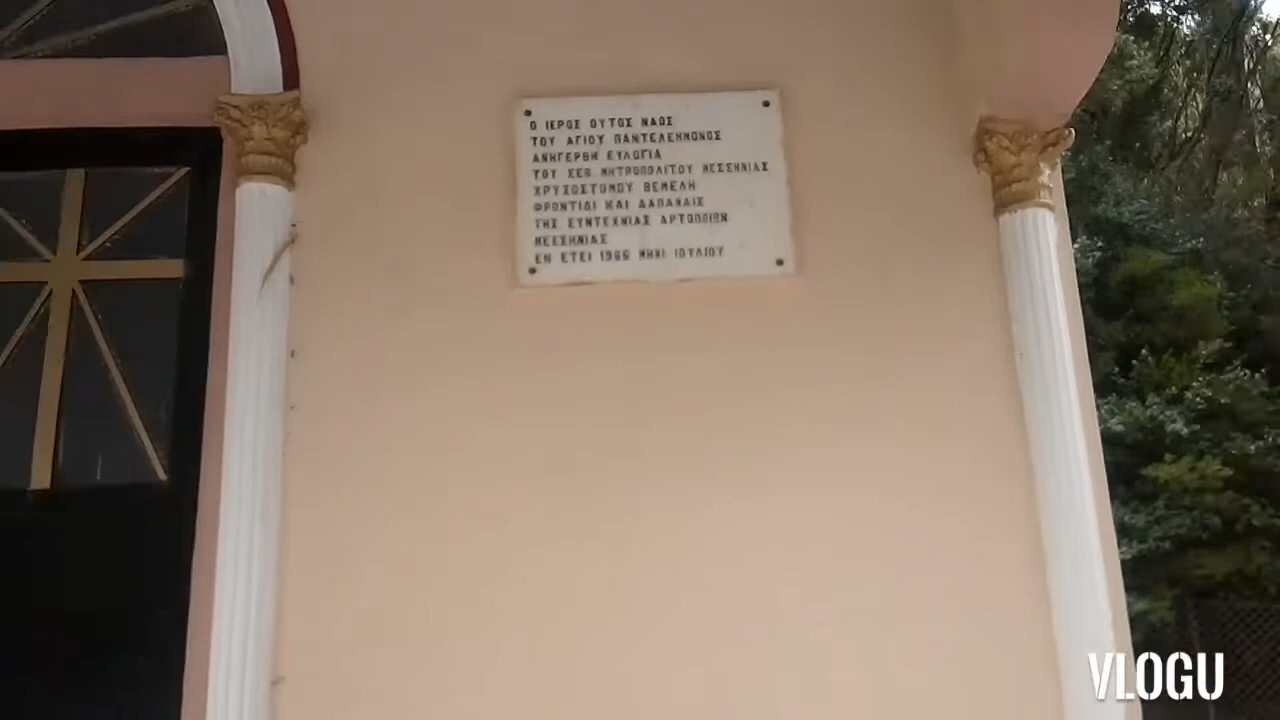 Ο ΙΕΡΟΣ ΟΥΤΟΣ ΝΑΟΣ
ΤΟΥ ΑΓΙΟΥ ΠΑΝΤΕΛΕΗΜΟΝΟΣ
ΑΝΗΓΕΡΘΗ ΕΥΛΟΓΙΑ
ΤΟΥ ΣΕΒ. ΜΗΤΡΟΠΟΛΙΤΟΥ ΜΕΣΣΗΝΙΑΣ
ΧΡΥΣΟΣΤΟΜΟΥ ΘΕΜΕΛΗ
ΦΡΟΝΤΙΔΙ ΚΑΙ ΔΑΠΑΝΑΙΣ
ΤΗΣ ΣΥΝΤΕΧΝΙΑΣ ΑΡΤΟΠΟΙΩΝ
ΜΕΣΣΗΝΙΑΣ
ΕΝ ΕΤΕΙ ΜΗΝΙ ΙΟΥΛΙΟΥ
VLOGU